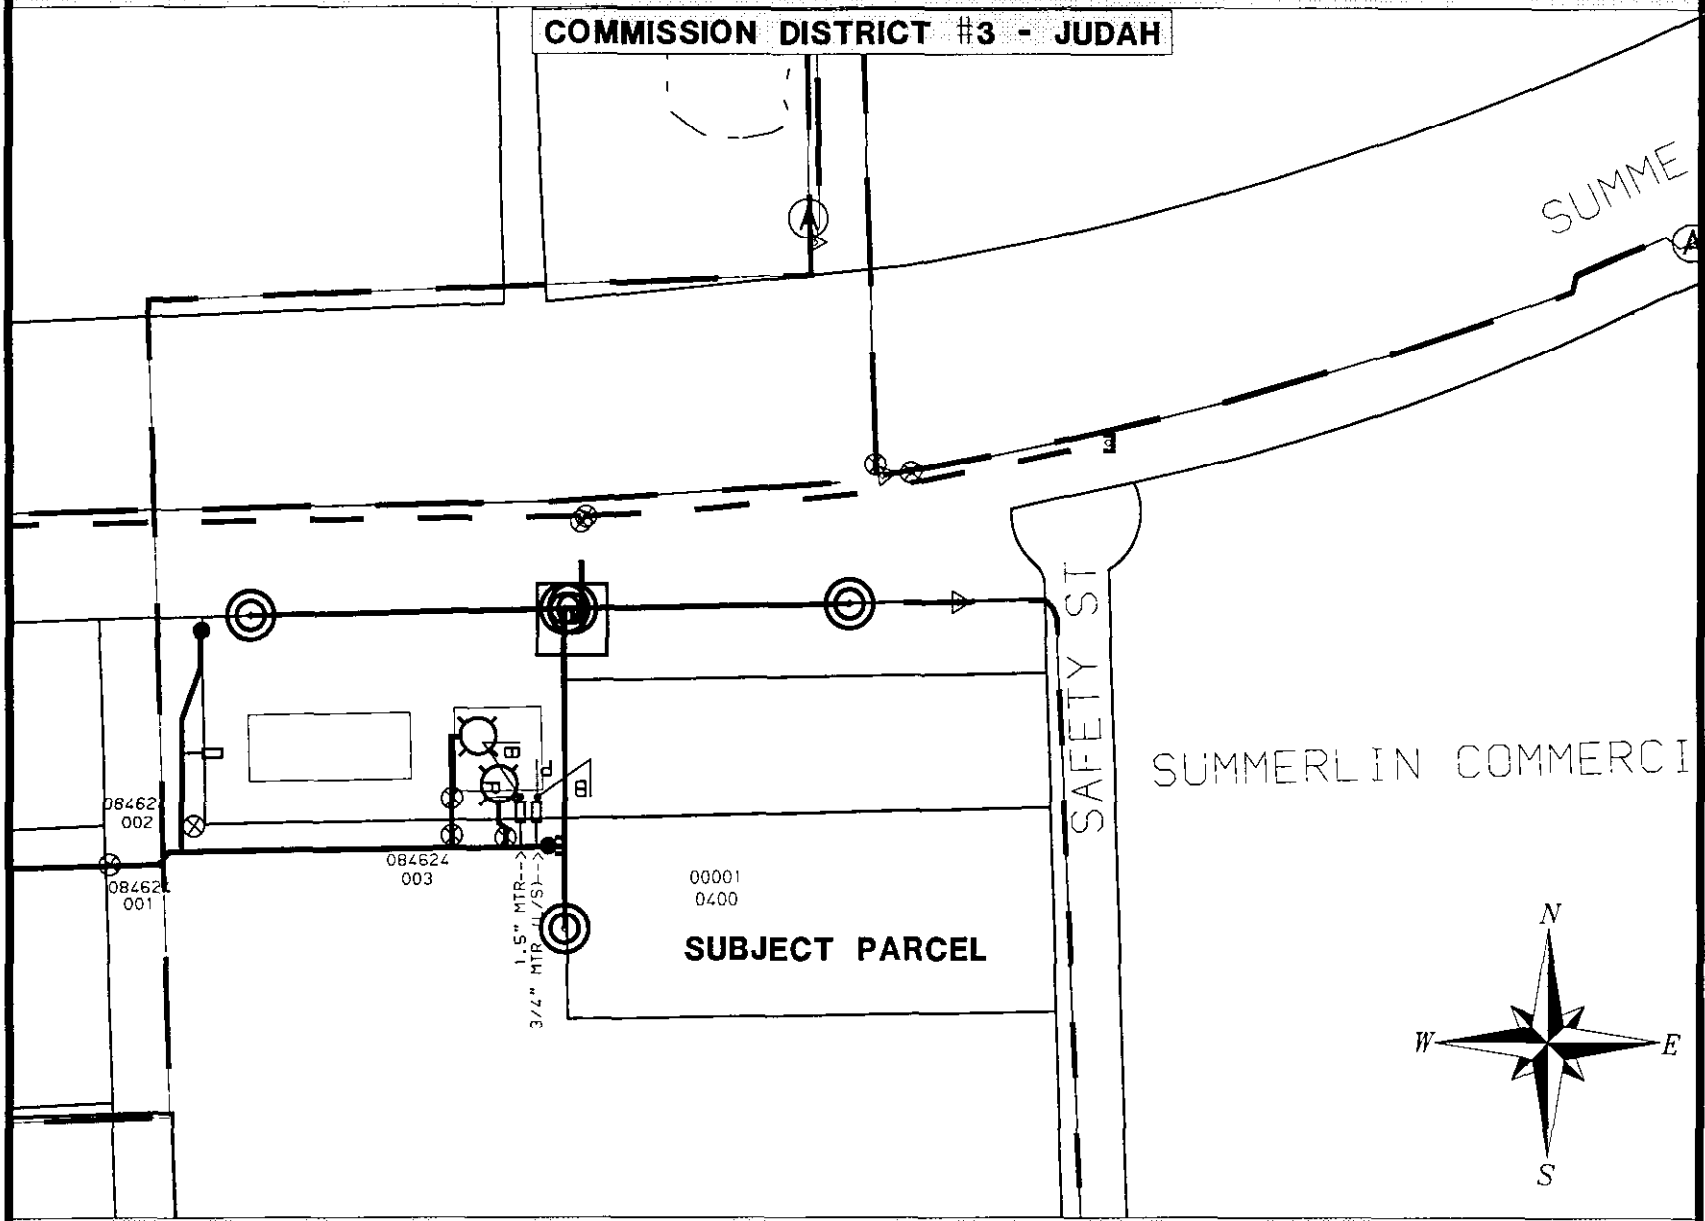 COMMISSION DISTRICT #3 - JUDAH
SUMME
A
A
SAFETY ST
SUMMERLIN COMMERCI
B
P
B
08462
002
084624
003
08462
001
1.5" MTR-->
3/4" MTR (L/S)-->
00001
0400
SUBJECT PARCEL
N
W
E
S